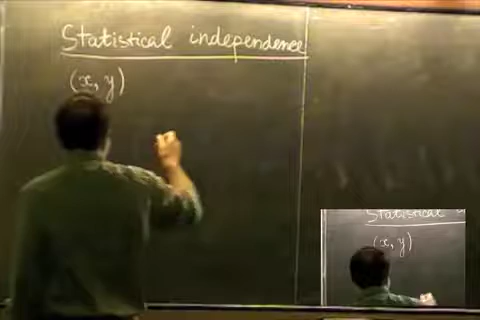 Statistical independence
(x, y)
Statistical
(x, y)